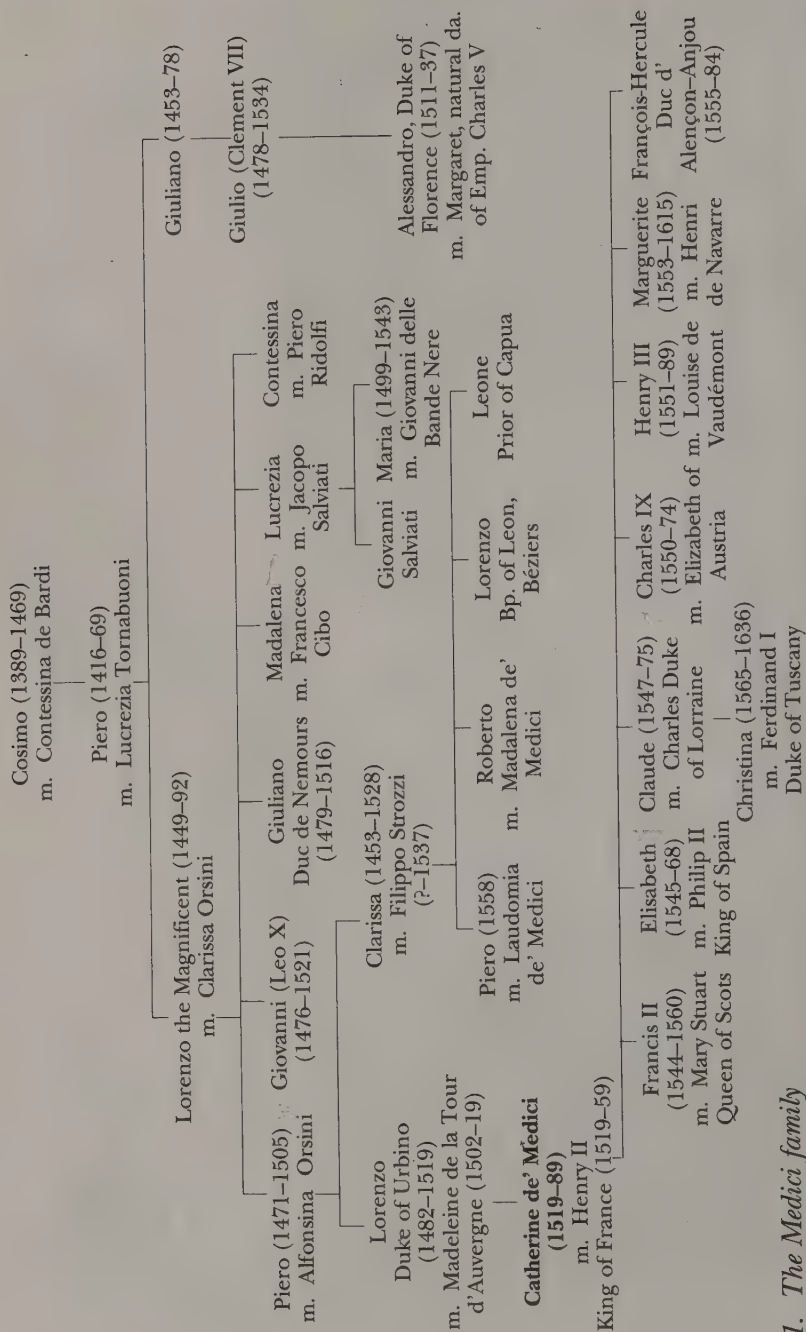 Cosimo (1389–1469)
m. Contessina de Bardi
Piero (1416–69)
m. Lucrezia Tornabuoni
Lorenzo the Magnificent (1449–92)
m. Clarissa Orsini
Giuliano (1453–78)
Giulio (Clement VII)
(1478–1534)
Alessandro, Duke of
Florence (1511–37)
m. Margaret, natural da.
of Emp. Charles V
Piero (1471–1505)
m. Alfonsina Orsini
Giovanni (Leo X)
(1476–1521)
Giuliano
Duc de Nemours
(1479–1516)
Madalena
m. Francesco
Cibo
Lucrezia
m. Jacopo
Salviati
Contessina
m. Piero
Ridolfi
Giovanni
Salviati
Maria (1499–1543)
m. Giovanni delle
Bande Nere
Lorenzo
Duke of Urbino
(1482–1519)
m. Madeleine de la Tour
d'Auvergne (1502–19)
Clarissa (1453–1528)
m. Filippo Strozzi
(?–1537)
Piero (1558)
m. Laudomia
de' Medici
Roberto
m. Madalena de'
Medici
Lorenzo
Bp. of Leon,
Béziers
Leone
Prior of Capua
Catherine de' Medici
(1519–89)
m. Henry II
King of France (1519–59)
Francis II
(1544–1560)
m. Mary Stuart
Queen of Scots
Elisabeth
(1545–68)
m. Philip II
King of Spain
Claude (1547–75)
m. Charles Duke
of Lorraine
Christina (1565–1636)
m. Ferdinand I
Duke of Tuscany
Charles IX
(1550–74)
m. Elizabeth of
Austria
Henry III
(1551–89)
m. Louise de
Vaudémont
Marguerite
(1553–1615)
m. Henri
de Navarre
François-Hercule
Duc d'
Alençon–Anjou
(1555–84)
1. The Medici family